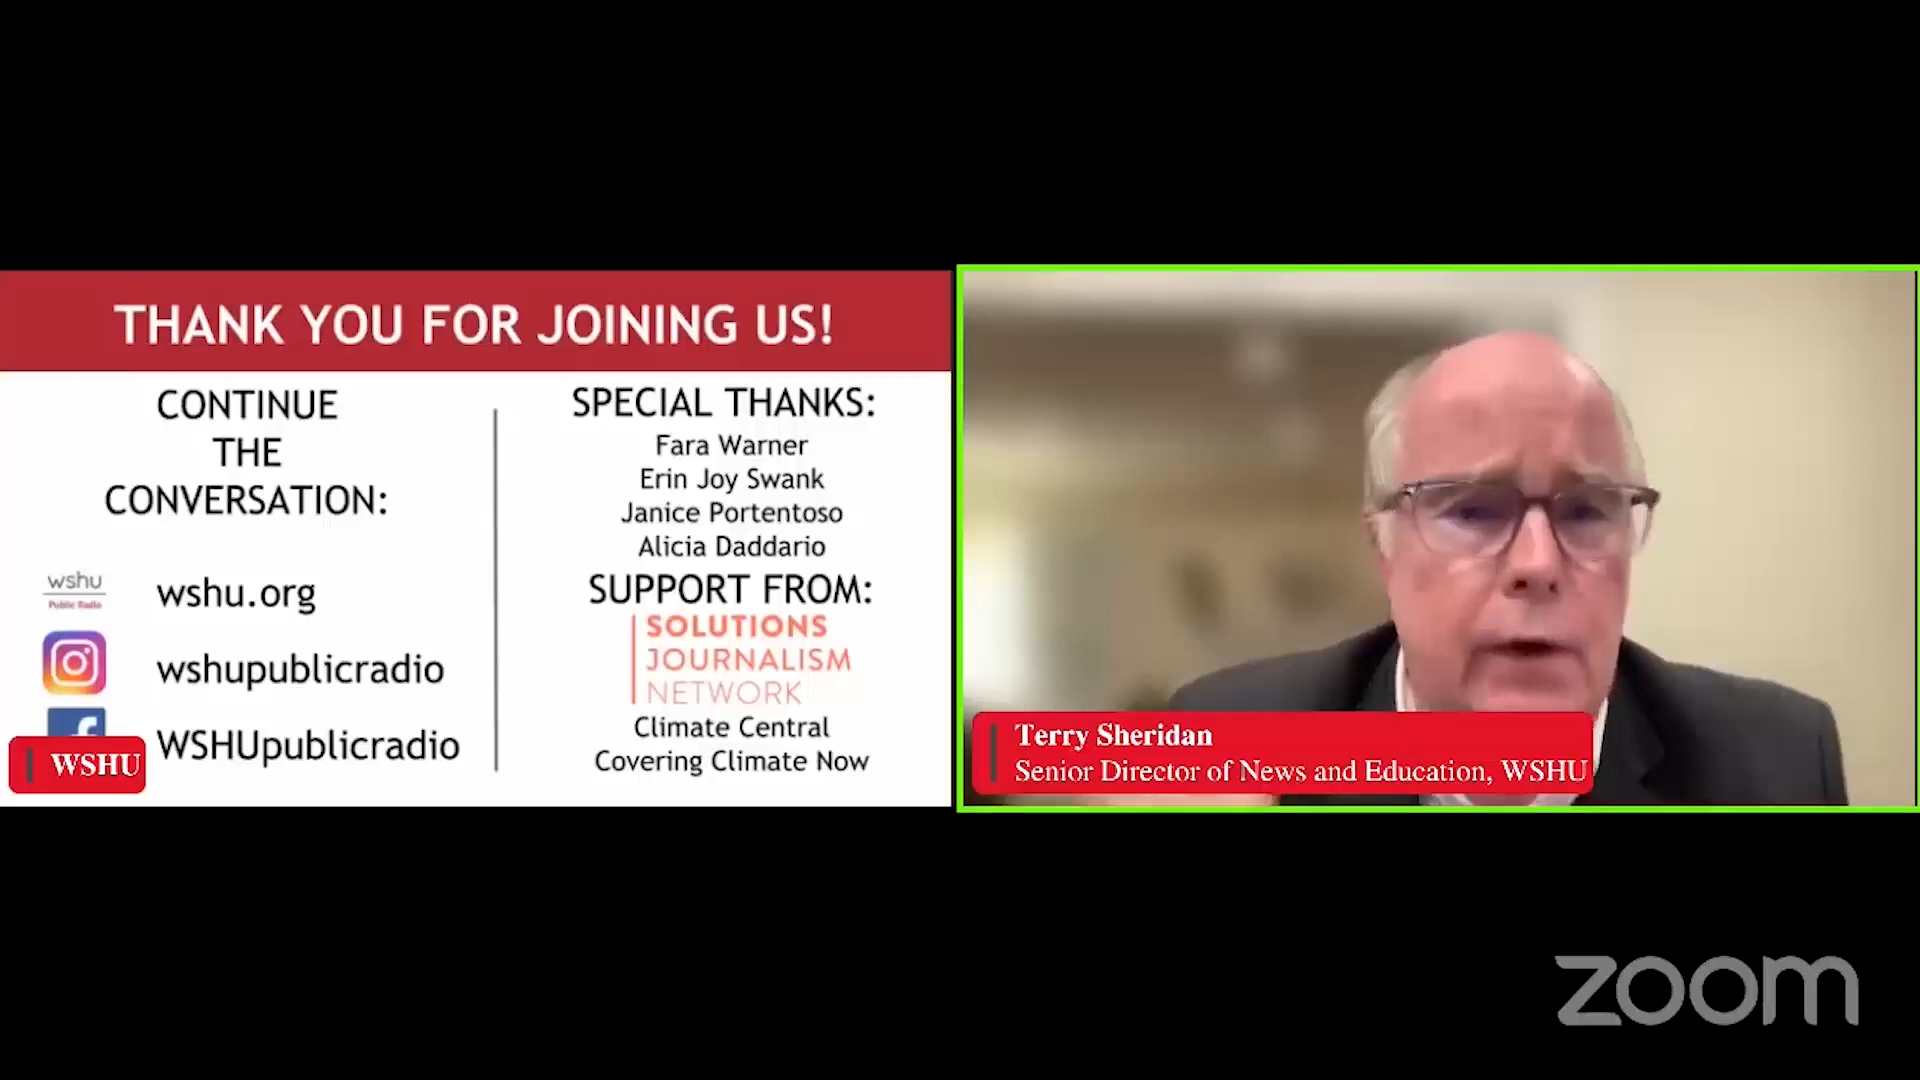 THANK YOU FOR JOINING US!
CONTINUE
THE
CONVERSATION:
wshu
Public Radio
wshu.org
wshupublicradio
f
WSHUpublicradio
WSHU
SPECIAL THANKS:
Fara Warner
Erin Joy Swank
Janice Portentoso
Alicia Daddario
SUPPORT FROM:
SOLUTIONS
JOURNALISM
NETWORK
Climate Central
Covering Climate Now
Terry Sheridan
Senior Director of News and Education, WSHU
zoom